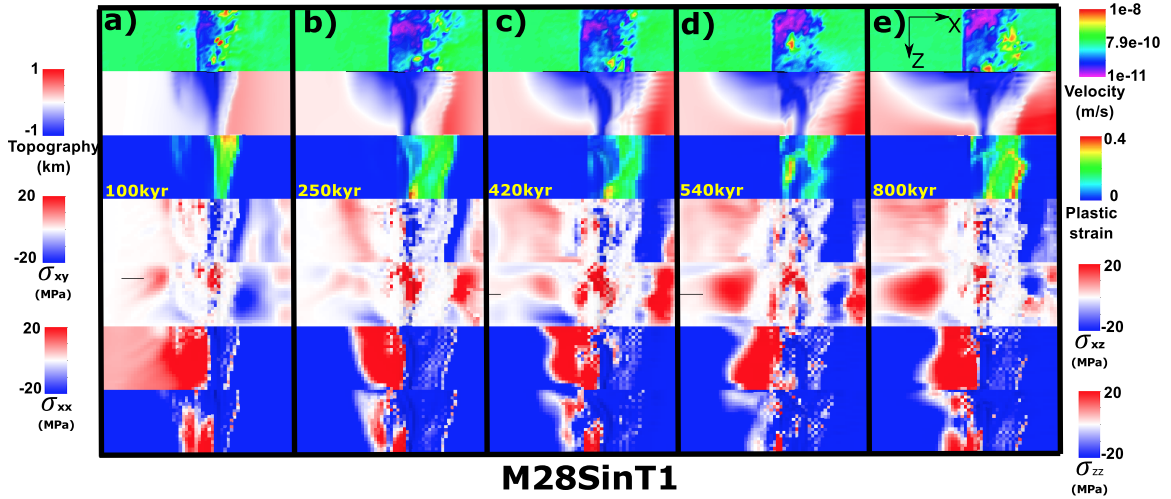 a)
b)
c)
d)
e)
X
Z
1
-1
Topography
(km)
20
-20
σxy
(MPa)
20
-20
σxx
(MPa)
100kyr
250kyr
420kyr
540kyr
800kyr
1e-8
7.9e-10
1e-11
Velocity
(m/s)
0.4
0
Plastic
strain
20
-20
σxz
(MPa)
20
-20
σzz
(MPa)
M28SinT1